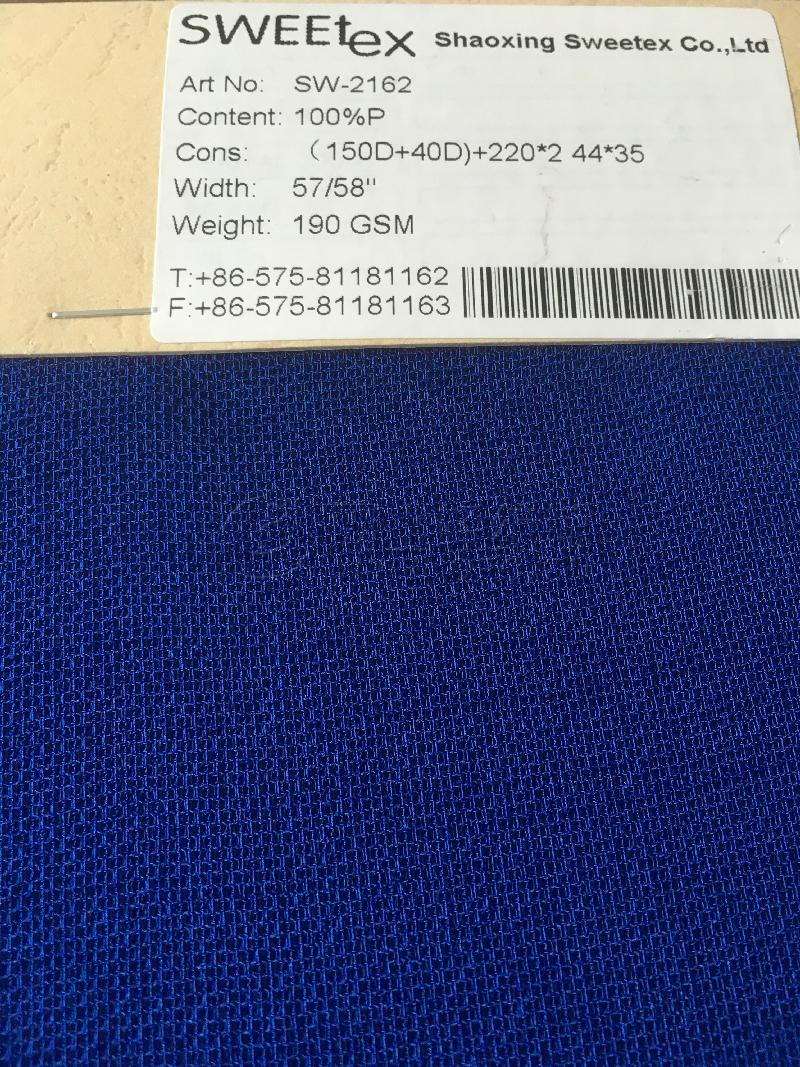 SWEEtex Shaoxing Sweetex Co.,Ltd
Art No: SW-2162
Content: 100%P
Cons: （150D+40D)+220*2 44*35
Width: 57/58"
Weight: 190 GSM
T:+86-575-81181162
F:+86-575-81181163